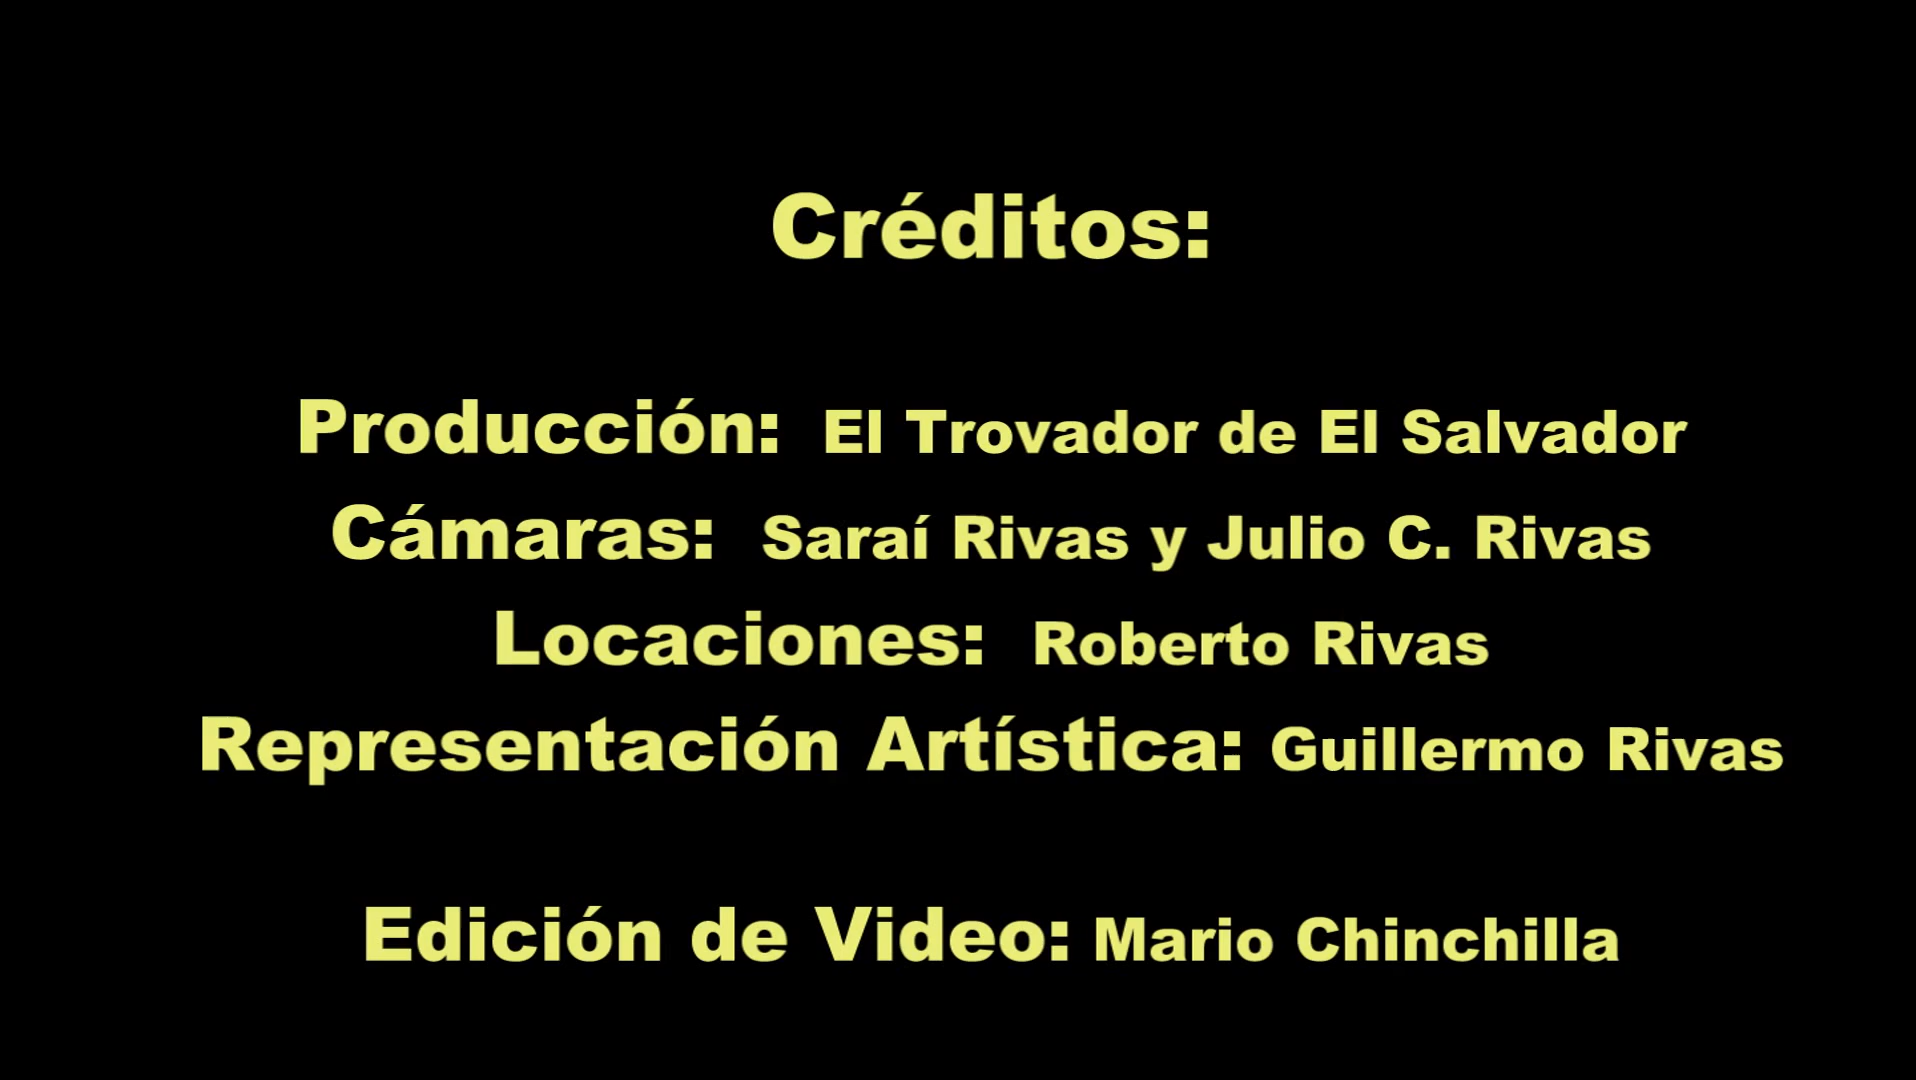 Créditos:
Producción: El Trovador de El Salvador
Cámaras: Saraí Rivas y Julio C. Rivas
Locaciones: Roberto Rivas
Representación Artística: Guillermo Rivas
Edición de Video: Mario Chinchilla